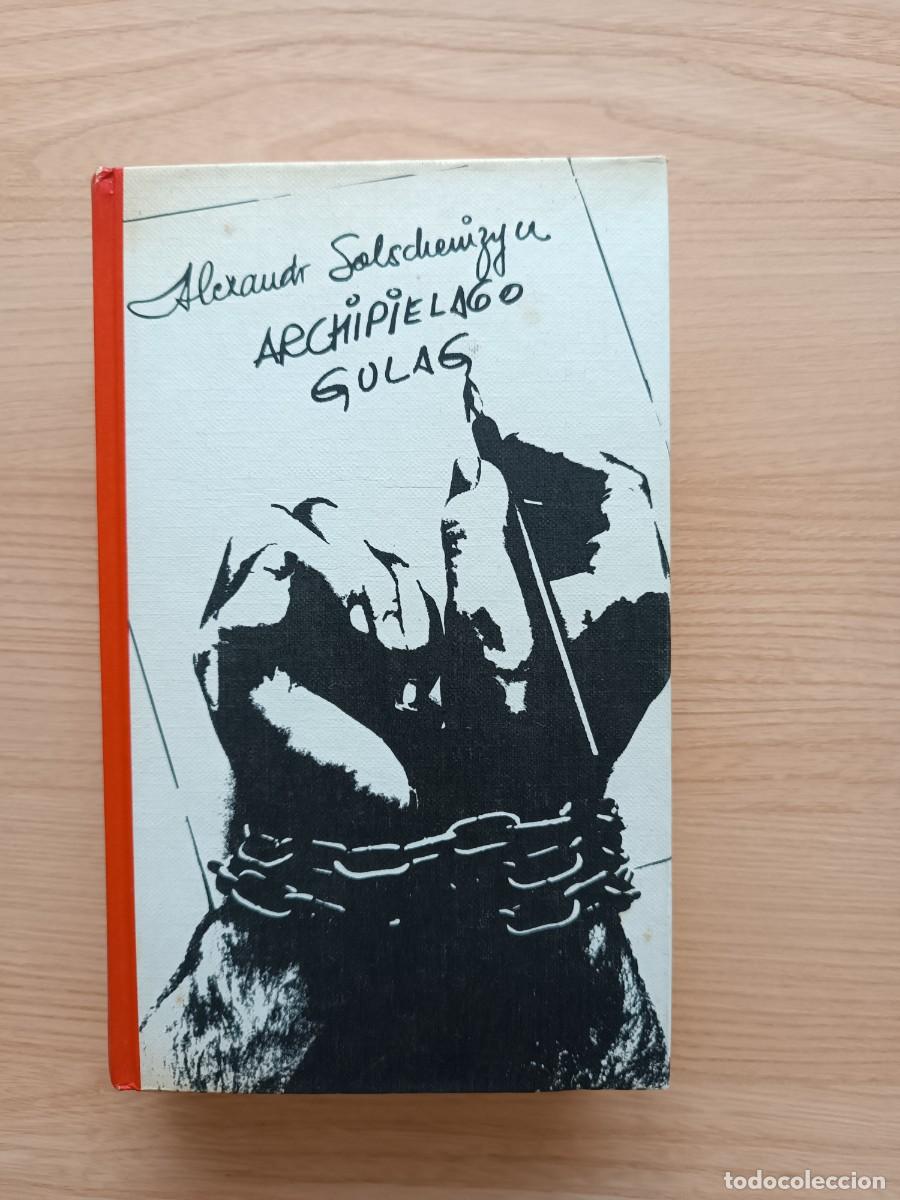 Alexandr Solschenizyn
ARCHIPIELAGO
GULAG
todocoleccion